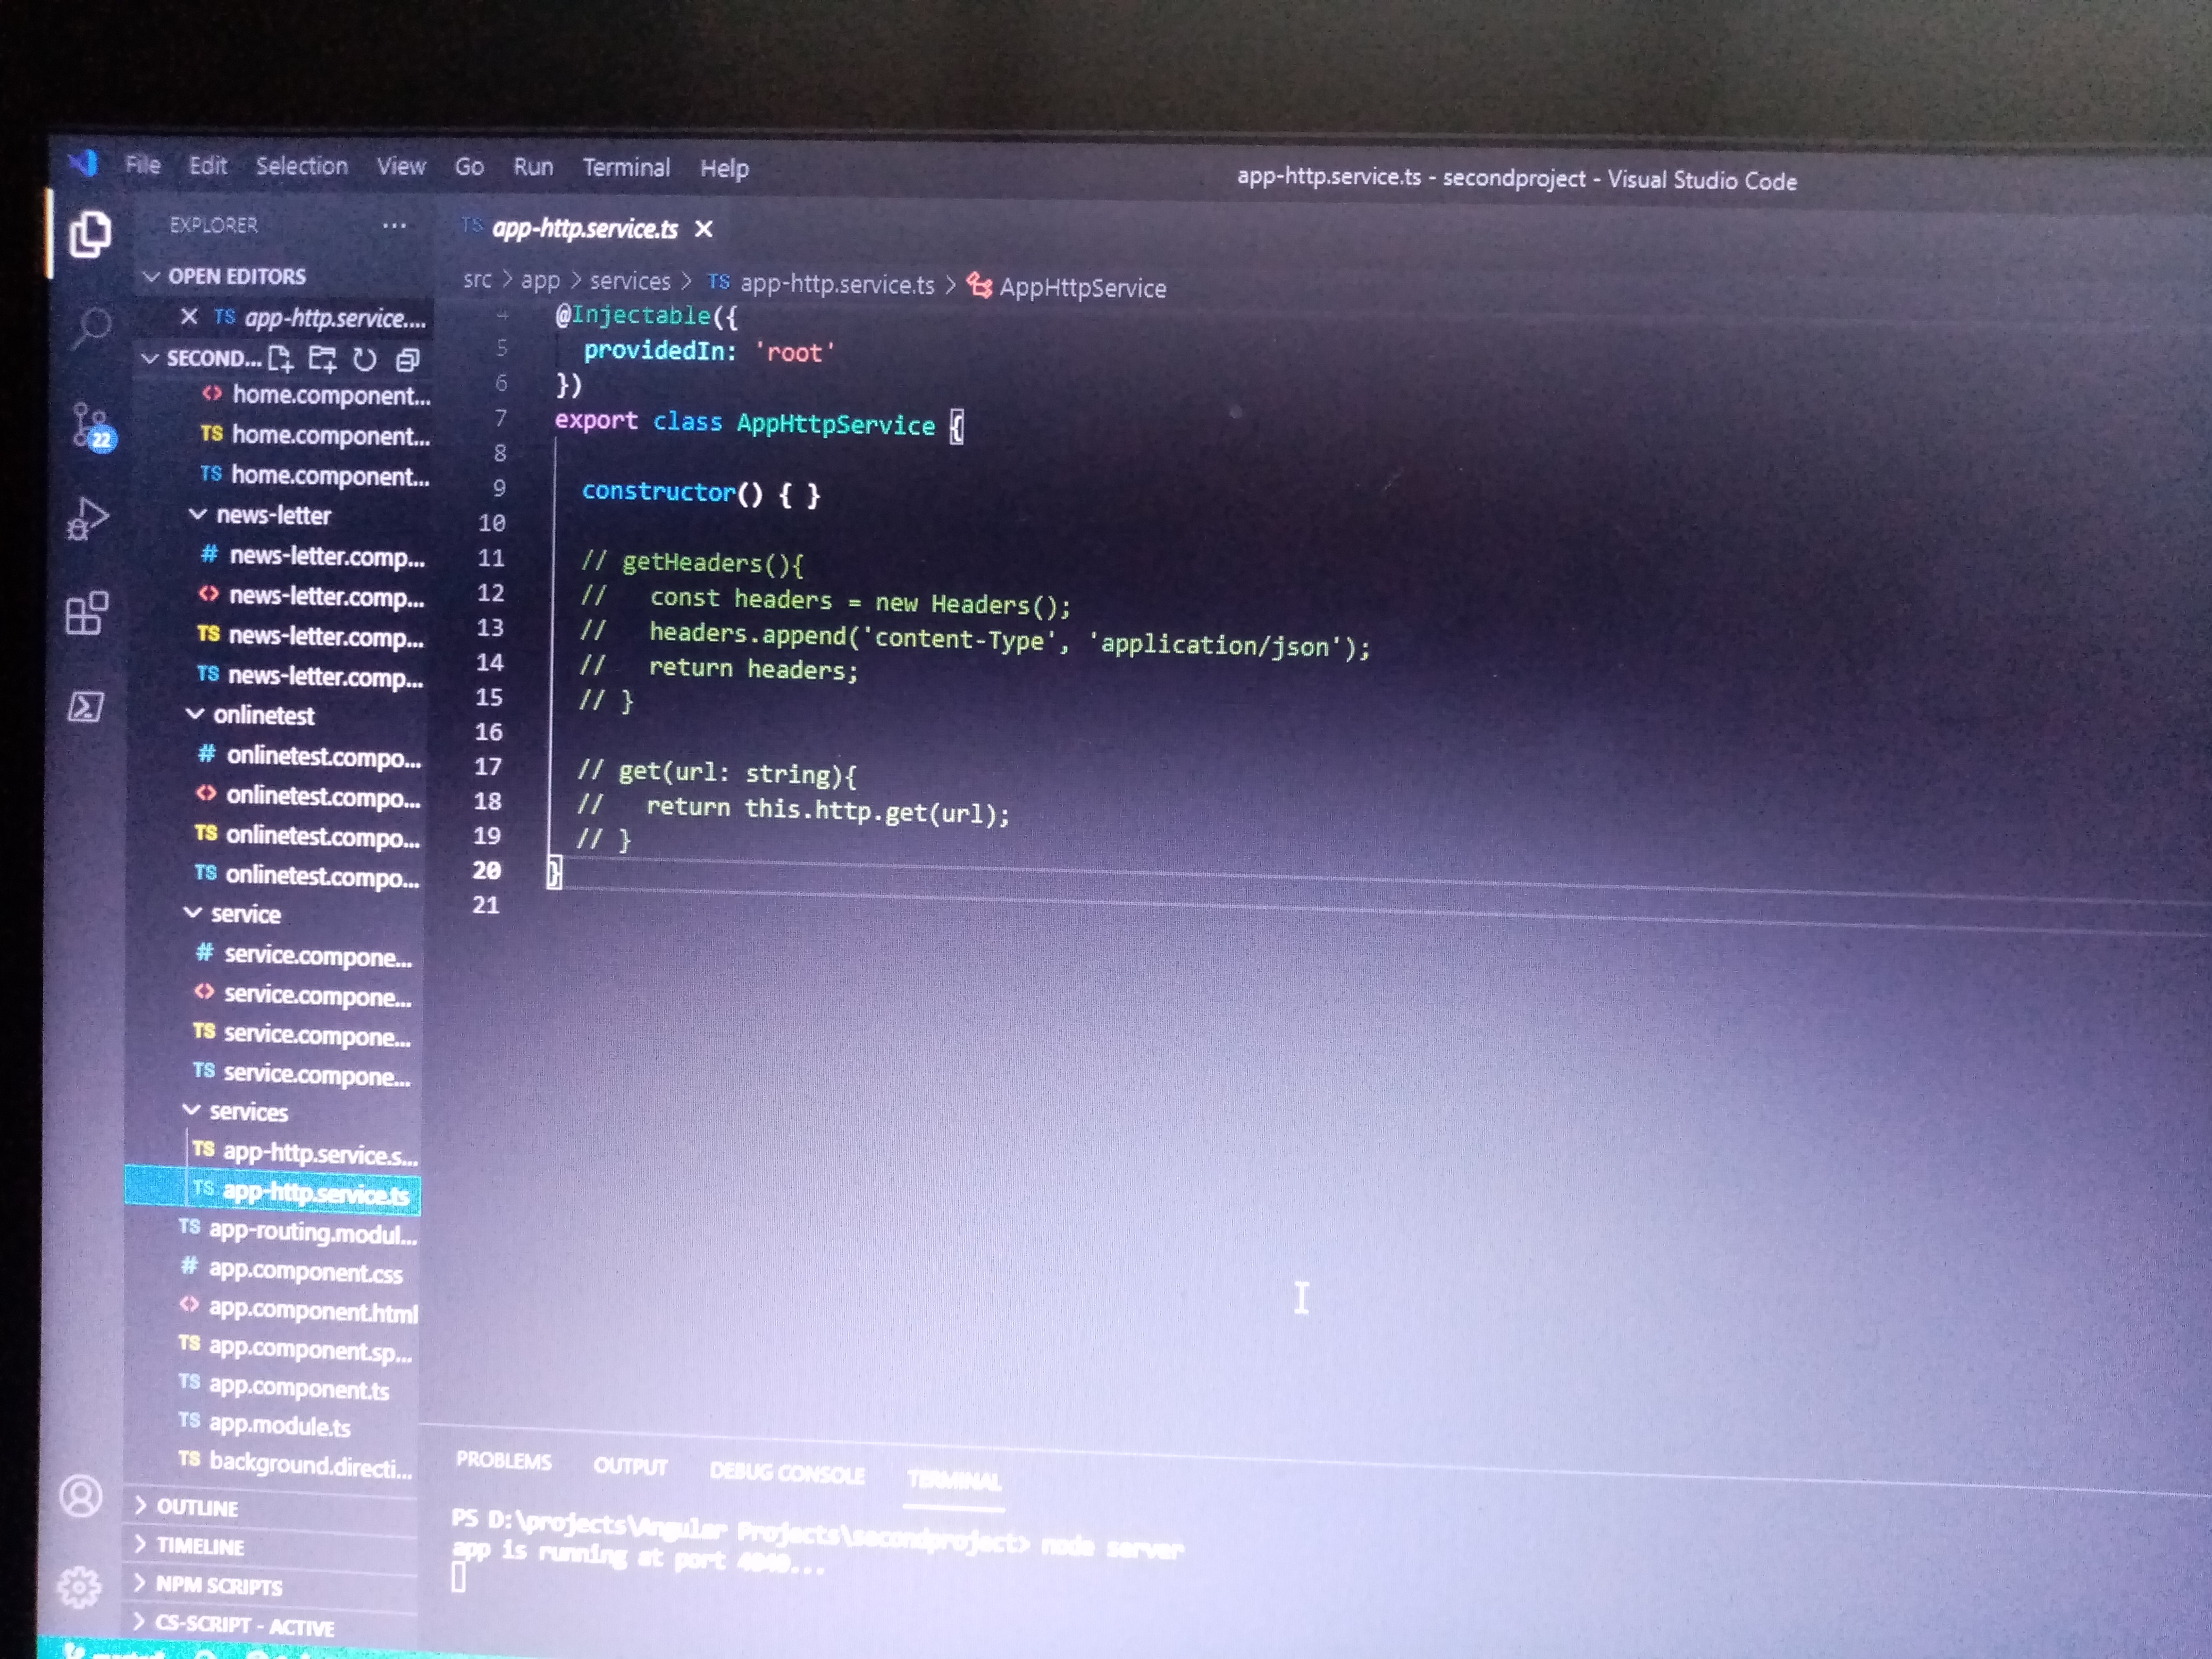 File Edit Selection View Go Run Terminal Help
app-http.service.ts - secondproject - Visual Studio Code
EXPLORER ...
OPEN EDITORS
TS app-http.service....
SECOND...
<> home.component...
TS home.component...
TS home.component...
news-letter
# news-letter.comp...
<> news-letter.comp...
TS news-letter.comp...
TS news-letter.comp...
onlinetest
# onlinetest.compo...
<> onlinetest.compo...
TS onlinetest.compo...
TS onlinetest.compo...
service
# service.compone...
<> service.compone...
TS service.compone...
TS service.compone...
services
TS app-http.service.s...
TS app-http.service.ts
TS app-routing.modul...
# app.component.css
<> app.component.html
TS app.component.sp...
TS app.component.ts
TS app.module.ts
TS background.directi...
OUTLINE
TIMELINE
NPM SCRIPTS
CS-SCRIPT - ACTIVE
22
TS app-http.service.ts
src > app > services > TS app-http.service.ts > AppHttpService
4 @Injectable({
5 providedIn: 'root'
6 })
7 export class AppHttpService {
8
9 constructor() { }
10
11 // getHeaders(){
12 // const headers = new Headers();
13 // headers.append('content-Type', 'application/json');
14 // return headers;
15 // }
16
17 // get(url: string){
18 // return this.http.get(url);
19 // }
20 }
21
PROBLEMS OUTPUT DEBUG CONSOLE TERMINAL
PS D:\projects\Angular Projects\secondproject> node server
app is running at port 4040...